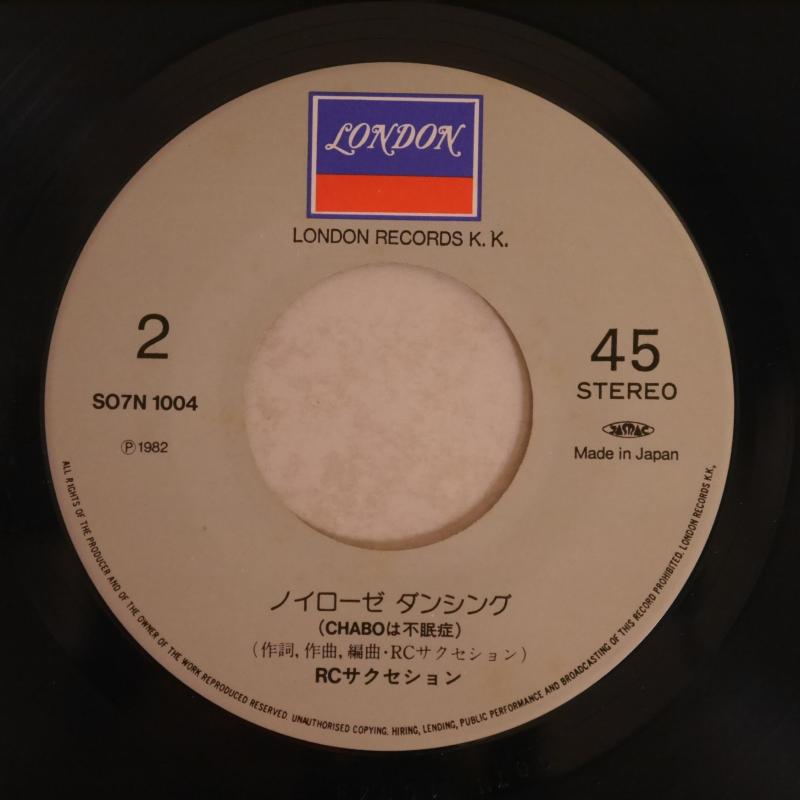 LONDON
LONDON RECORDS K.K.
2
45
STEREO
SO7N 1004
JASRAC
Ⓟ1982
Made in Japan
ノイローゼ ダンシング
(CHABOは不眠症)
(作詞,作曲,編曲・RCサクセション)
RCサクセション
ALL RIGHTS OF THE PRODUCER AND OF THE OWNER OF THE WORK REPRODUCED RESERVED. UNAUTHORISED COPYING, HIRING, LENDING, PUBLIC PERFORMANCE AND BROADCASTING OF THIS RECORD PROHIBITED. LONDON RECORDS K.K.